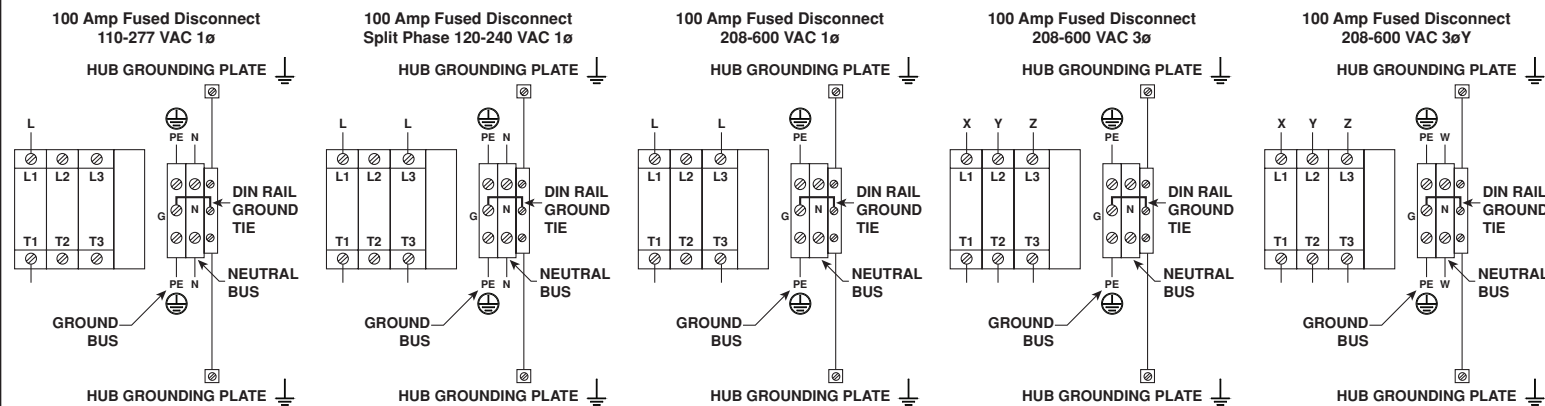 100 Amp Fused Disconnect
110-277 VAC 1ø
HUB GROUNDING PLATE
L
PE N
L1 L2 L3
DIN RAIL
GROUND
TIE
G
N
T1 T2 T3
NEUTRAL
BUS
PE N
GROUND
BUS
HUB GROUNDING PLATE
100 Amp Fused Disconnect
Split Phase 120-240 VAC 1ø
HUB GROUNDING PLATE
L L
PE N
L1 L2 L3
DIN RAIL
GROUND
TIE
G
N
T1 T2 T3
NEUTRAL
BUS
PE N
GROUND
BUS
HUB GROUNDING PLATE
100 Amp Fused Disconnect
208-600 VAC 1ø
HUB GROUNDING PLATE
L L
PE
L1 L2 L3
DIN RAIL
GROUND
TIE
G
N
T1 T2 T3
NEUTRAL
BUS
PE
GROUND
BUS
HUB GROUNDING PLATE
100 Amp Fused Disconnect
208-600 VAC 3ø
HUB GROUNDING PLATE
X Y Z
PE
L1 L2 L3
DIN RAIL
GROUND
TIE
G
N
T1 T2 T3
NEUTRAL
BUS
PE
GROUND
BUS
HUB GROUNDING PLATE
100 Amp Fused Disconnect
208-600 VAC 3øY
HUB GROUNDING PLATE
X Y Z
PE W
L1 L2 L3
DIN RAIL
GROUND
TIE
G
N
T1 T2 T3
NEUTRAL
BUS
PE W
GROUND
BUS
HUB GROUNDING PLATE